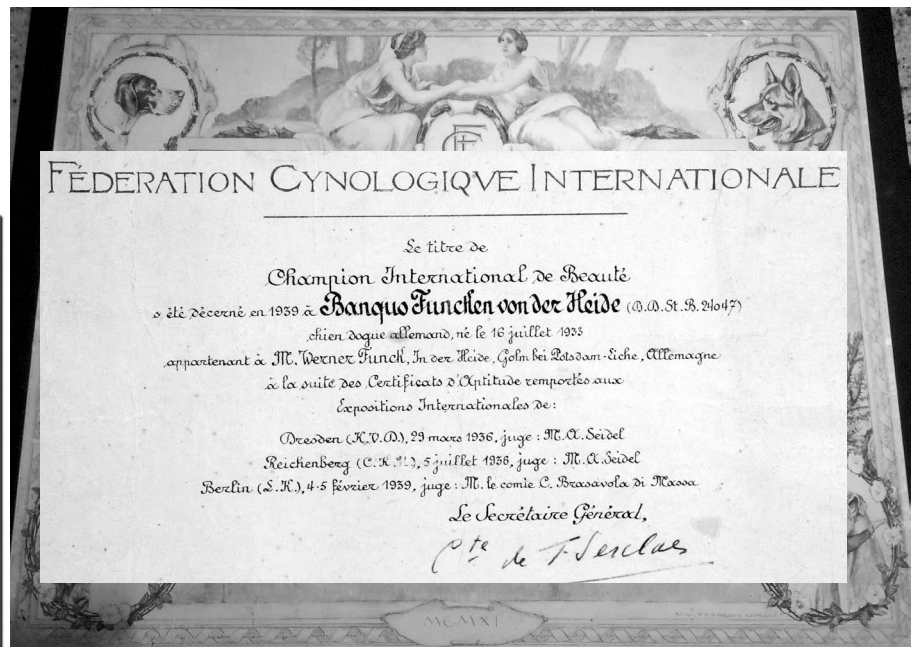 FÉDÉRATION CYNOLOGIQVE INTERNATIONALE
Le titre de
Champion International de Beauté
a été décerné en 1939 à Banquo Funcklen von der Heide (D.D.St.B. 24047)
chien dogue allemand, né le 16 juillet 1933
appartenant à M. Werner Funck, In der Heide, Golm bei Potsdam-Eiche, Allemagne
à la suite des Certificats d'Aptitude remportés aux
Expositions Internationales de:
Dresden (K.V.D.), 29 mars 1936, juge : M.A. Seidel
Reichenberg (C.K.), 5 juillet 1936, juge : M.A. Seidel
Berlin (L.K.), 4-5 février 1939, juge : M. le comte C. Brasavola di Massa
Le Secrétaire Général,
Cte de T'Serclaes
MCMXI